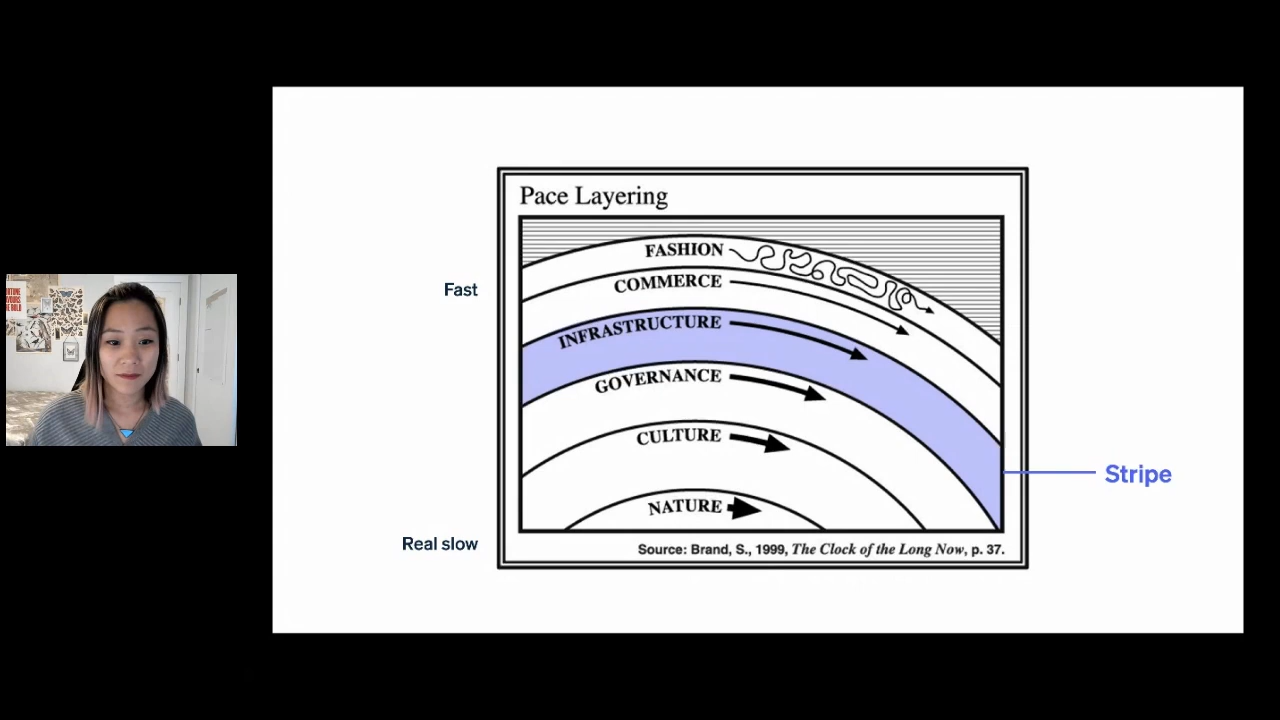 Pace Layering
FASHION
Fast
COMMERCE
INFRASTRUCTURE
GOVERNANCE
CULTURE
Stripe
NATURE
Real slow
Source: Brand, S., 1999, The Clock of the Long Now, p. 37.